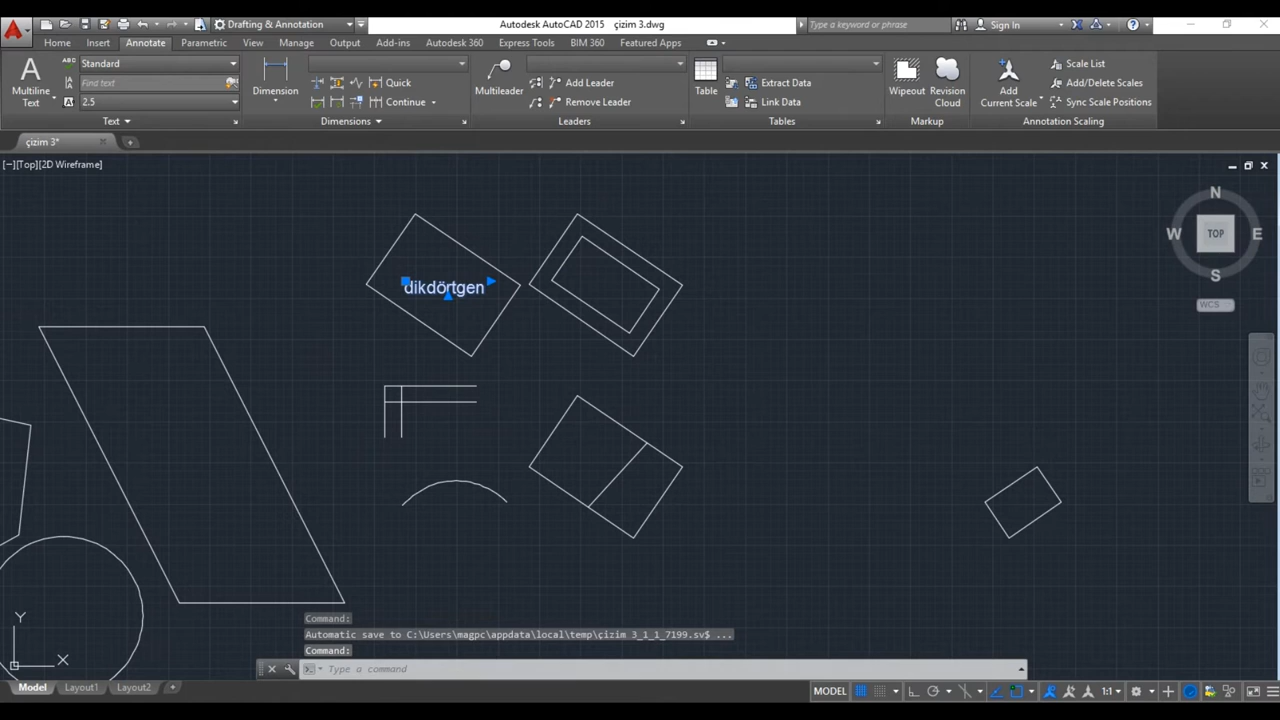 Drafting & Annotation
Autodesk AutoCAD 2015 çizim 3.dwg
Type a keyword or phrase
Sign In
Home Insert Annotate Parametric View Manage Output Add-ins Autodesk 360 Express Tools BIM 360 Featured Apps
Standard
Find text
2.5
Multiline
Text
Text
Dimension
Quick
Continue
Dimensions
Multileader
Add Leader
Remove Leader
Leaders
Table
Extract Data
Link Data
Tables
Wipeout
Revision
Cloud
Markup
Add
Current Scale
Scale List
Add/Delete Scales
Sync Scale Positions
Annotation Scaling
çizim 3*
[−][Top][2D Wireframe]
N
W TOP E
S
WCS
dikdörtgen
Y
X
Command:
Automatic save to C:\Users\magpc\appdata\local\temp\çizim 3_1_1_7199.sv$ ...
Command:
Type a command
Model Layout1 Layout2
MODEL
1:1